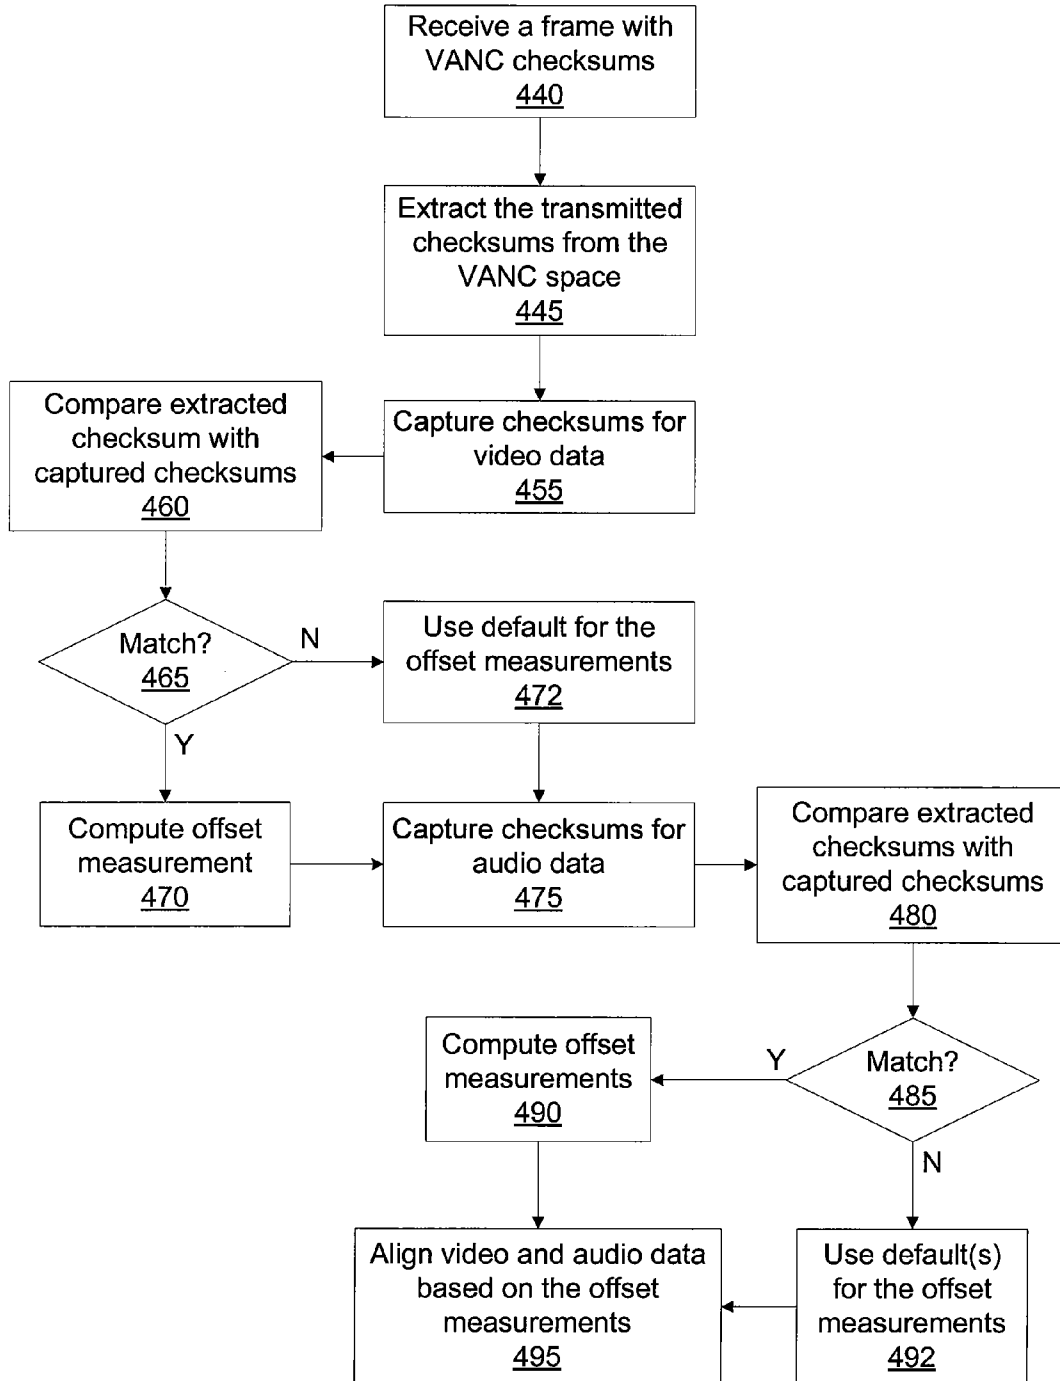 Receive a frame with
VANC checksums
440
Extract the transmitted
checksums from the
VANC space
445
Compare extracted
checksum with
captured checksums
460
Capture checksums for
video data
455
Match?
465
N
Y
Use default for the
offset measurements
472
Compute offset
measurement
470
Capture checksums for
audio data
475
Compare extracted
checksums with
captured checksums
480
Match?
485
Y
N
Compute offset
measurements
490
Align video and audio data
based on the offset
measurements
495
Use default(s)
for the offset
measurements
492